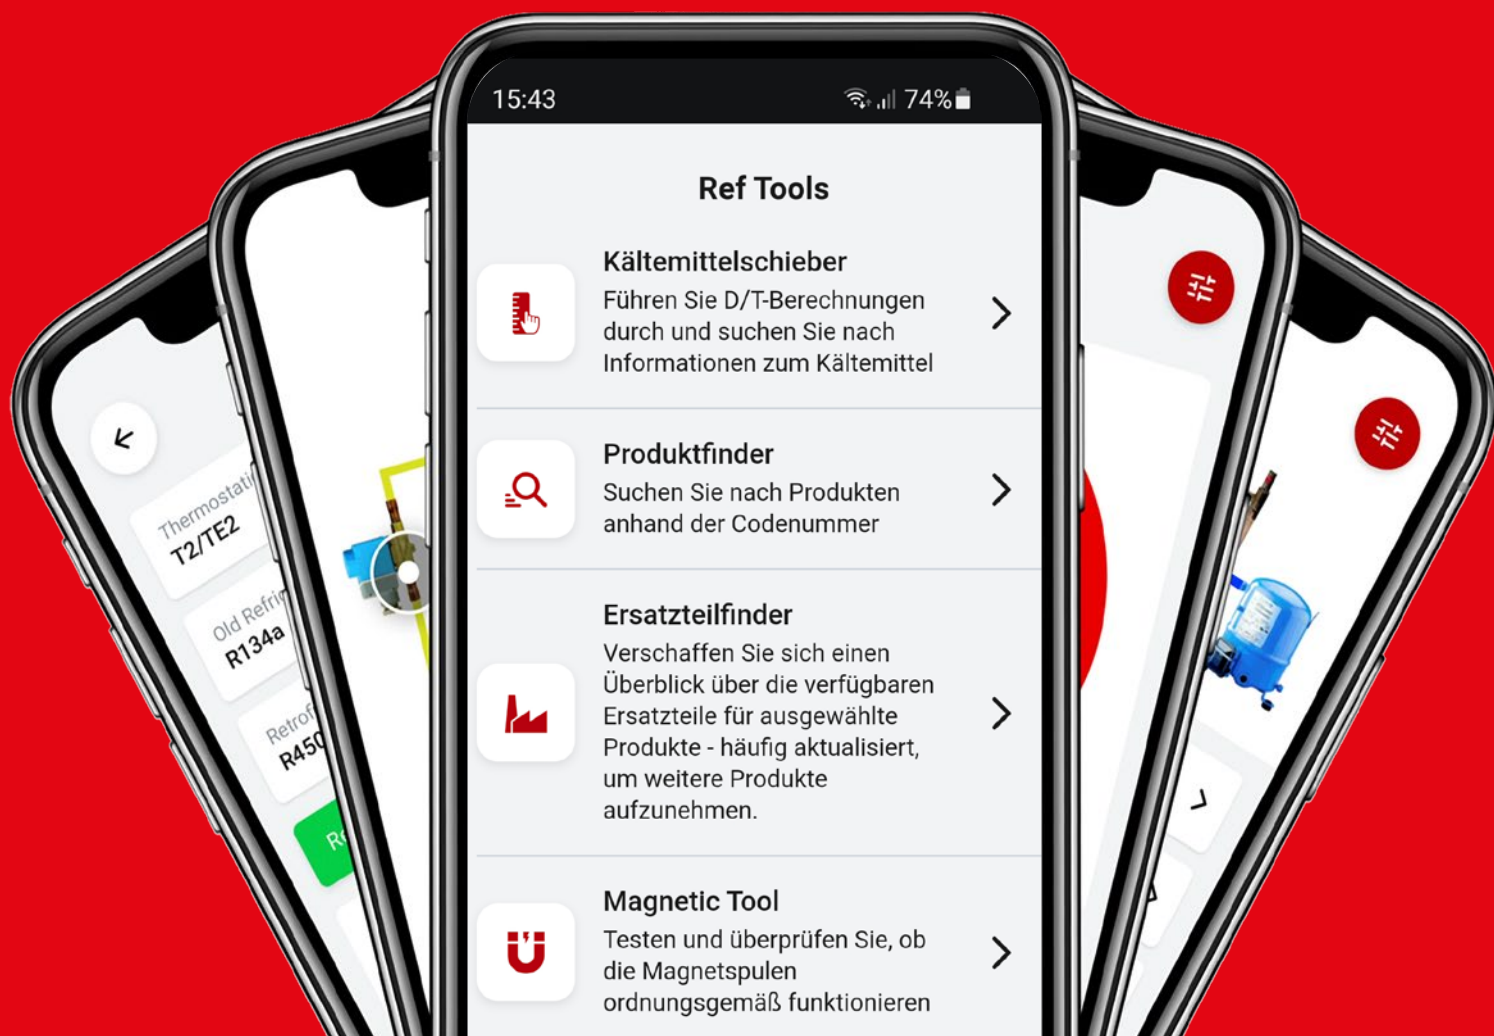 15:43
74%
Ref Tools
Kältemittelschieber
Führen Sie D/T-Berechnungen
durch und suchen Sie nach
Informationen zum Kältemittel
Produktfinder
Suchen Sie nach Produkten
anhand der Codenummer
Ersatzteilfinder
Verschaffen Sie sich einen
Überblick über die verfügbaren
Ersatzteile für ausgewählte
Produkte - häufig aktualisiert,
um weitere Produkte
aufzunehmen.
Magnetic Tool
Testen und überprüfen Sie, ob
die Magnetspulen
ordnungsgemäß funktionieren
T2/TE2
Old
R134a